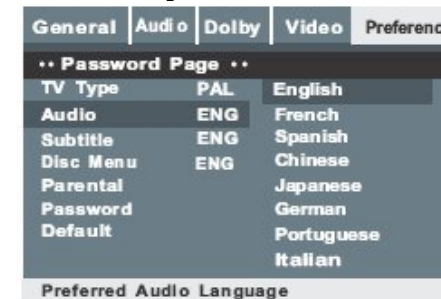 General Audio Dolby Video Preferenc
·· Password Page ··
TV Type PAL English
Audio ENG French
Subtitle ENG Spanish
Disc Menu ENG Chinese
Parental Japanese
Password German
Default Portuguese
Italian
Preferred Audio Language